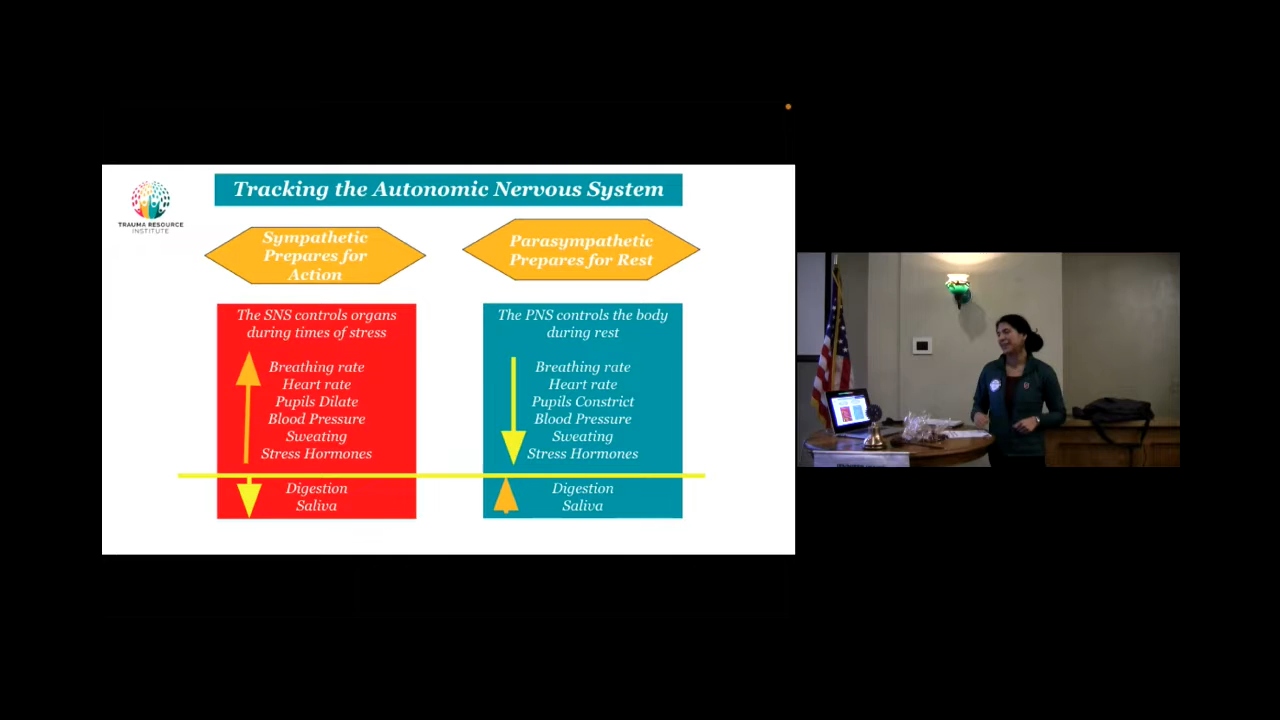 Tracking the Autonomic Nervous System
TRAUMA RESOURCE
INSTITUTE
Sympathetic
Prepares for
Action
Parasympathetic
Prepares for Rest
The SNS controls organs
during times of stress
Breathing rate
Heart rate
Pupils Dilate
Blood Pressure
Sweating
Stress Hormones
Digestion
Saliva
The PNS controls the body
during rest
Breathing rate
Heart rate
Pupils Constrict
Blood Pressure
Sweating
Stress Hormones
Digestion
Saliva